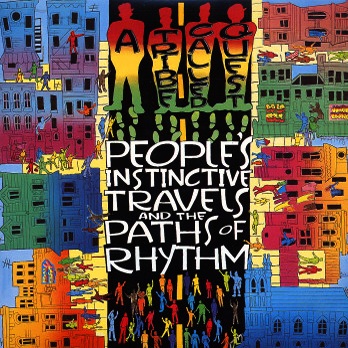 A TRIBE CALLED QUEST
PEOPLE'S
INSTINCTIVE
TRAVELS
AND THE
PATHS OF
RHYTHM